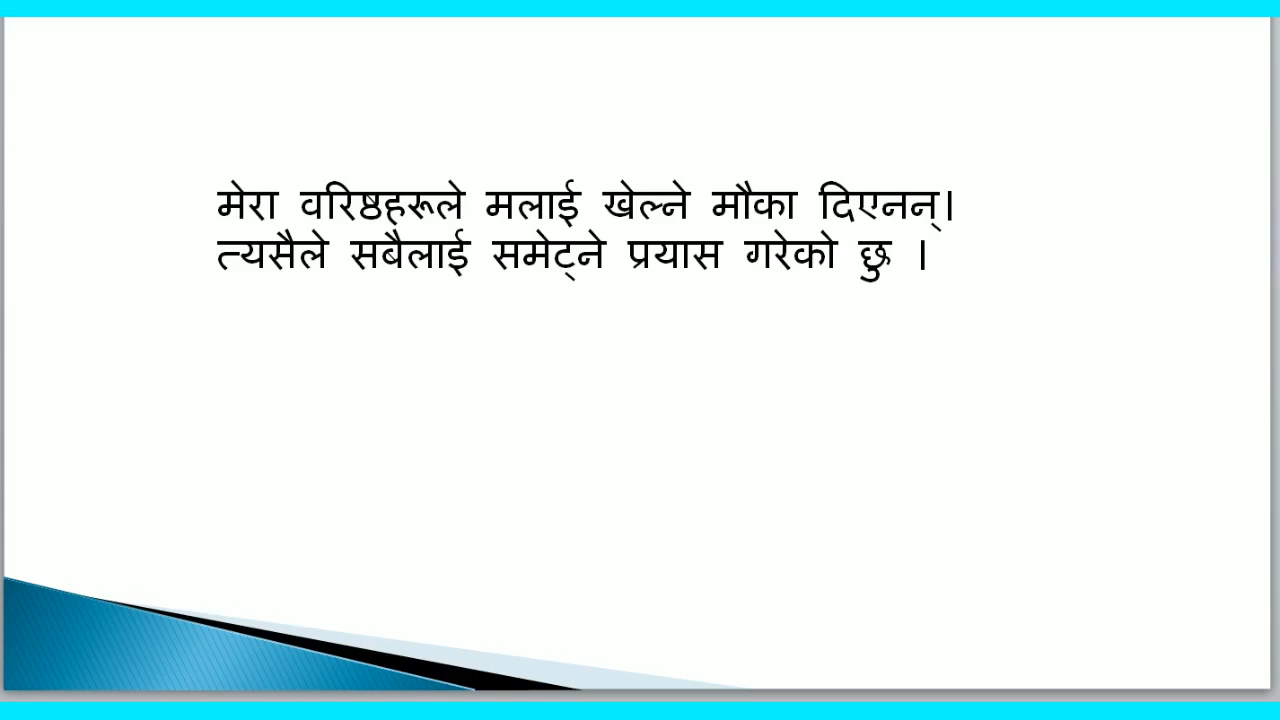 मेरा वरिष्ठहरूले मलाई खेल्ने मौका दिएनन्।
त्यसैले सबैलाई समेट्ने प्रयास गरेको छु ।